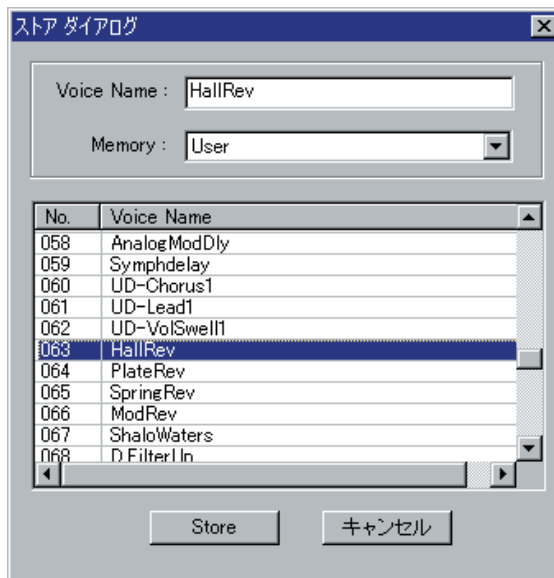 ストア ダイアログ
Voice Name : HallRev
Memory : User
No. Voice Name
058 AnalogModDly
059 Symphdelay
060 UD-Chorus1
061 UD-Lead1
062 UD-VolSwell1
063 HallRev
064 PlateRev
065 SpringRev
066 ModRev
067 ShaloWaters
068
Store キャンセル